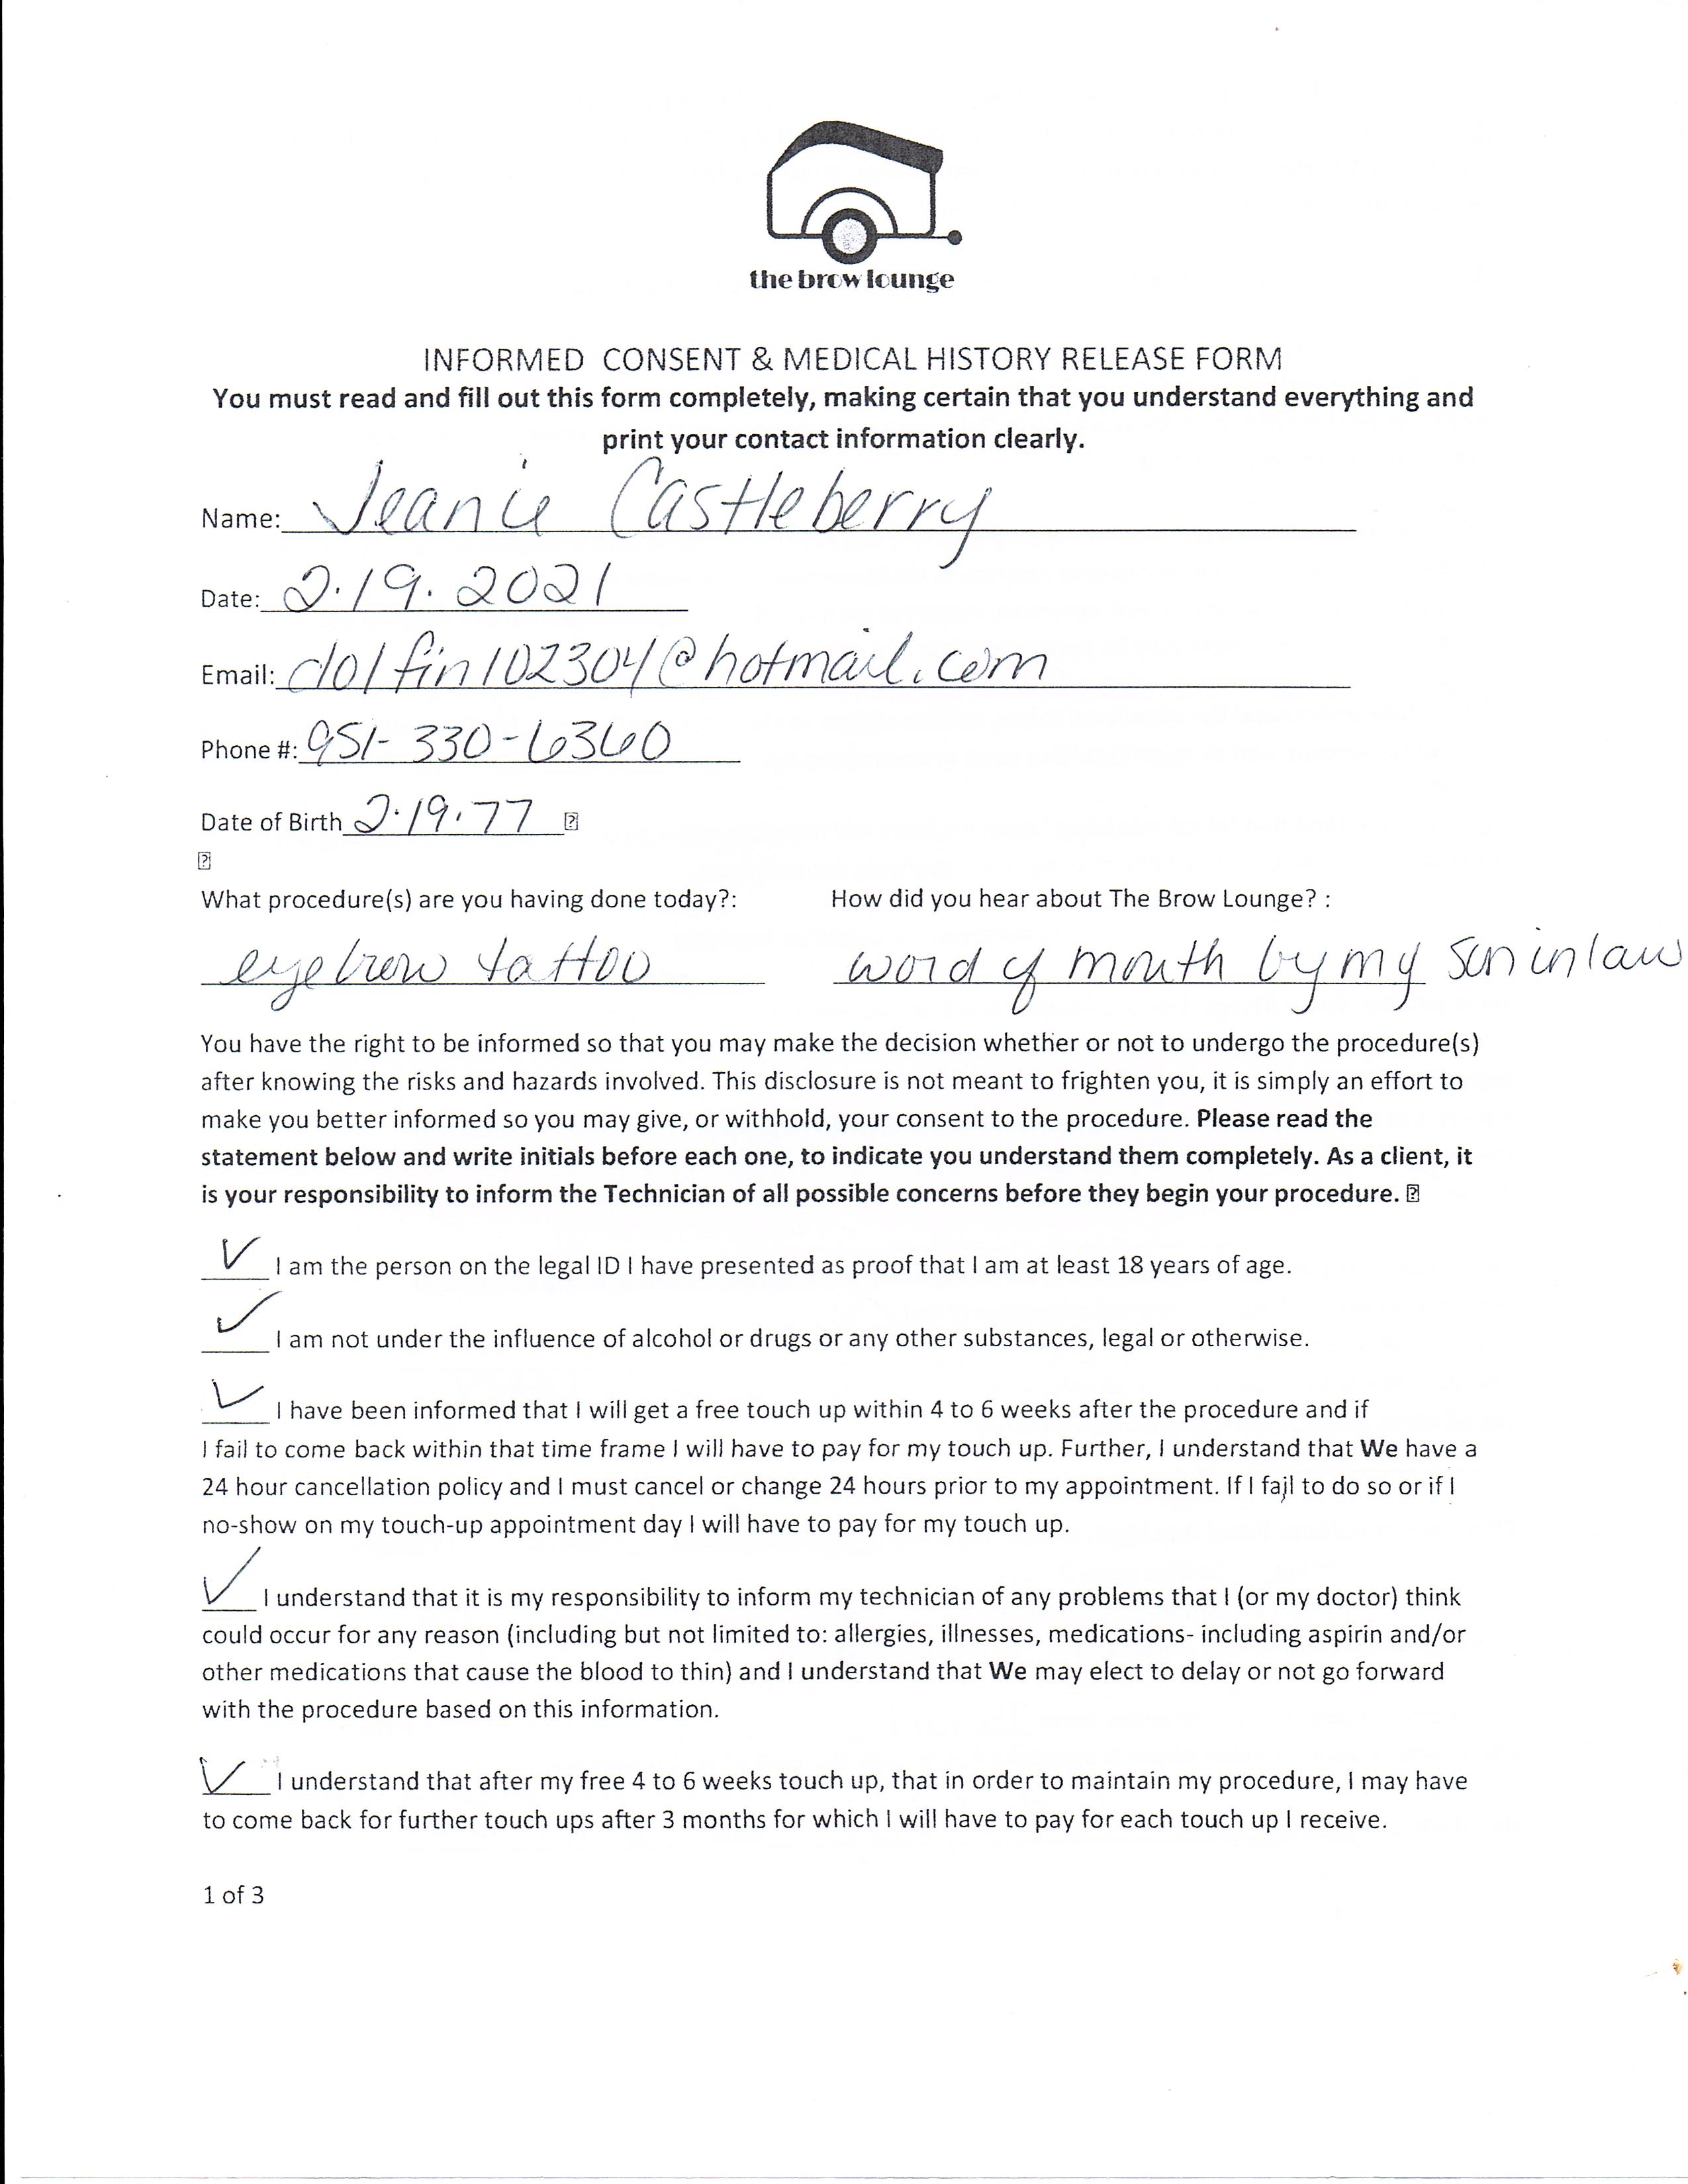 the brow lounge
INFORMED CONSENT & MEDICAL HISTORY RELEASE FORM
You must read and fill out this form completely, making certain that you understand everything and
print your contact information clearly.
Name: Jeanie Castleberry
Date: 2.19.2021
Email: dolfin102304@hotmail.com
Phone #: 951-330-6360
Date of Birth 2.19.77
What procedure(s) are you having done today?: How did you hear about The Brow Lounge? :
eyebrow tattoo word of mouth by my son in law
You have the right to be informed so that you may make the decision whether or not to undergo the procedure(s)
after knowing the risks and hazards involved. This disclosure is not meant to frighten you, it is simply an effort to
make you better informed so you may give, or withhold, your consent to the procedure. Please read the
statement below and write initials before each one, to indicate you understand them completely. As a client, it
is your responsibility to inform the Technician of all possible concerns before they begin your procedure.
✓ I am the person on the legal ID I have presented as proof that I am at least 18 years of age.
✓ I am not under the influence of alcohol or drugs or any other substances, legal or otherwise.
✓ I have been informed that I will get a free touch up within 4 to 6 weeks after the procedure and if
I fail to come back within that time frame I will have to pay for my touch up. Further, I understand that We have a
24 hour cancellation policy and I must cancel or change 24 hours prior to my appointment. If I fail to do so or if I
no-show on my touch-up appointment day I will have to pay for my touch up.
✓ I understand that it is my responsibility to inform my technician of any problems that I (or my doctor) think
could occur for any reason (including but not limited to: allergies, illnesses, medications- including aspirin and/or
other medications that cause the blood to thin) and I understand that We may elect to delay or not go forward
with the procedure based on this information.
✓ I understand that after my free 4 to 6 weeks touch up, that in order to maintain my procedure, I may have
to come back for further touch ups after 3 months for which I will have to pay for each touch up I receive.
1 of 3